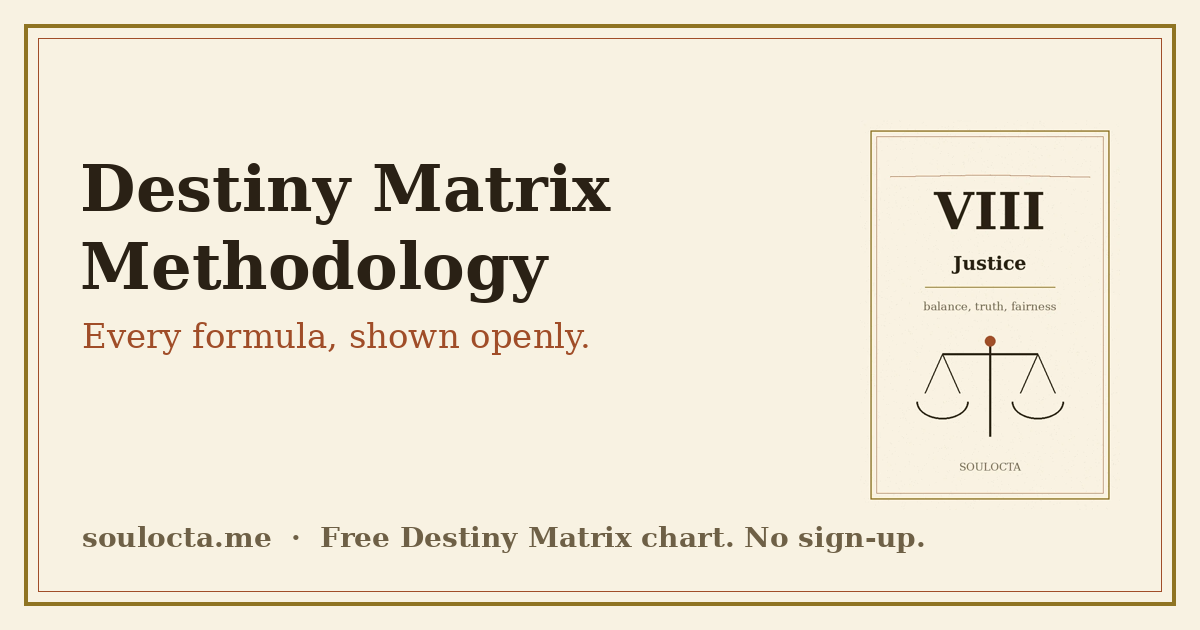 Destiny Matrix
Methodology
Every formula, shown openly.
VIII
Justice
balance, truth, fairness
SOULOCTA
soulocta.me · Free Destiny Matrix chart. No sign-up.